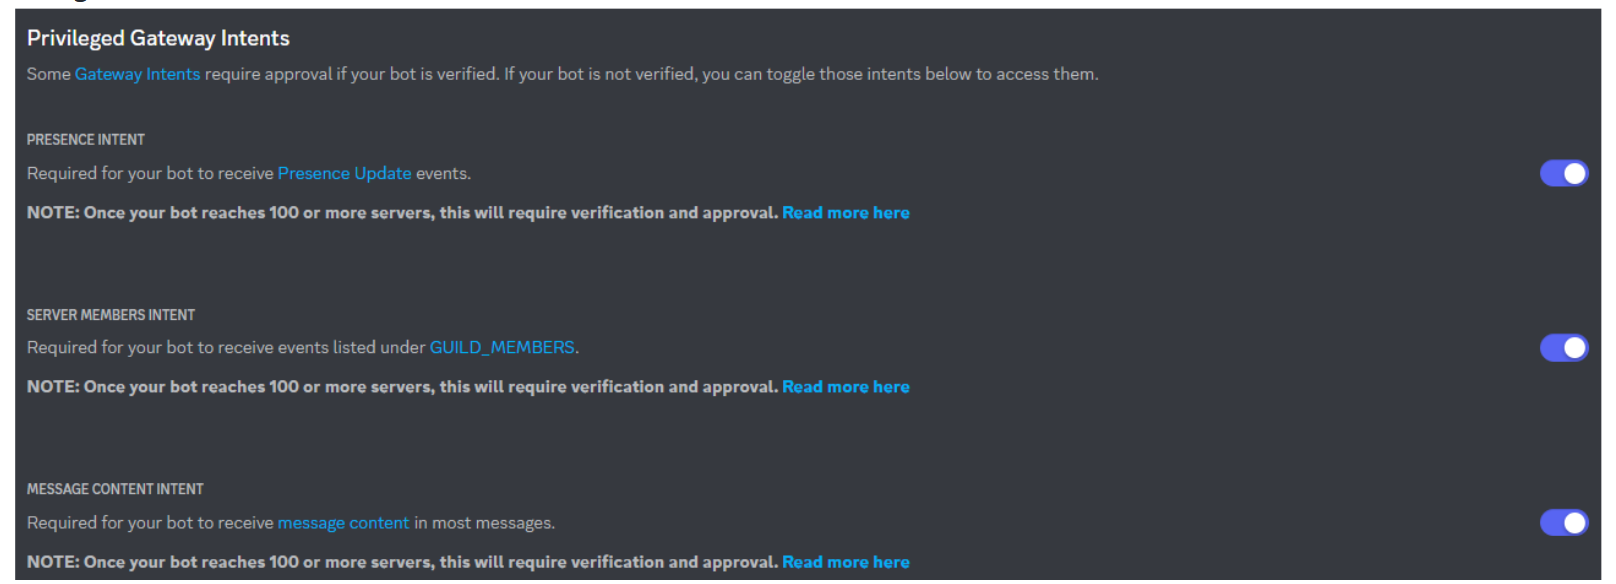 Privileged Gateway Intents
Some Gateway Intents require approval if your bot is verified. If your bot is not verified, you can toggle those intents below to access them.
PRESENCE INTENT
Required for your bot to receive Presence Update events.
NOTE: Once your bot reaches 100 or more servers, this will require verification and approval. Read more here
SERVER MEMBERS INTENT
Required for your bot to receive events listed under GUILD_MEMBERS.
NOTE: Once your bot reaches 100 or more servers, this will require verification and approval. Read more here
MESSAGE CONTENT INTENT
Required for your bot to receive message content in most messages.
NOTE: Once your bot reaches 100 or more servers, this will require verification and approval. Read more here